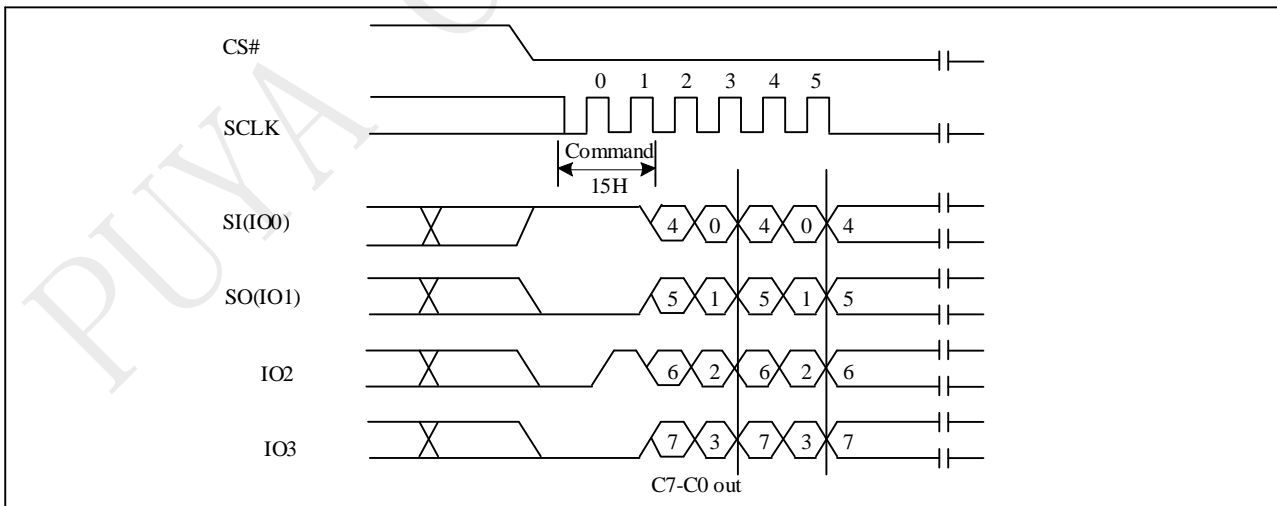 PUYA
CS#
0 1 2 3 4 5
SCLK
Command
15H
SI(IO0)
4 0 4 0 4
SO(IO1)
5 1 5 1 5
IO2
6 2 6 2 6
IO3
7 3 7 3 7
C7-C0 out